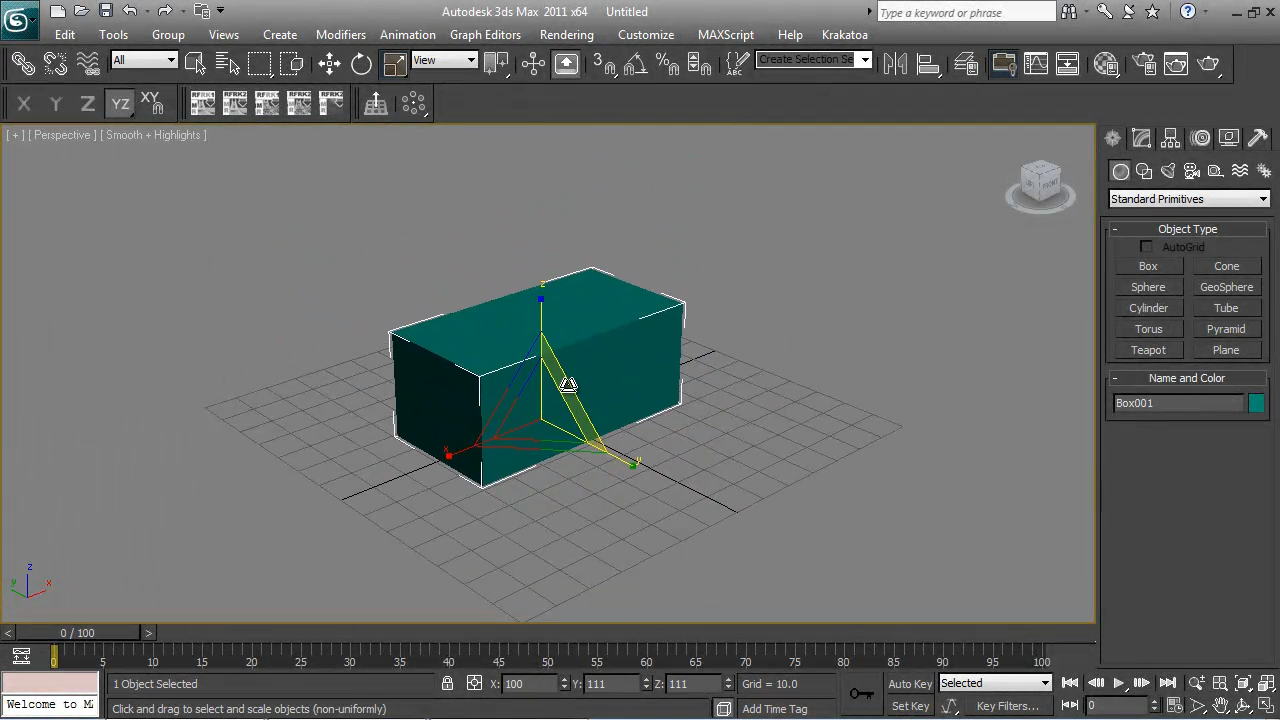 Autodesk 3ds Max 2011 x64 Untitled
Type a keyword or phrase
Edit Tools Group Views Create Modifiers Animation Graph Editors Rendering Customize MAXScript Help Krakatoa
All View Create Selection Se
X Y Z YZ XY
[ + ] [ Perspective ] [ Smooth + Highlights ]
Standard Primitives
- Object Type
AutoGrid
Box Cone
Sphere GeoSphere
Cylinder Tube
Torus Pyramid
Teapot Plane
- Name and Color
Box001
z
x
y
z
y x
< 0 / 100 >
0 5 10 15 20 25 30 35 40 45 50 55 60 65 70 75 80 85 90 95 100
1 Object Selected X: 100 Y: 111 Z: 111 Grid = 10.0 Auto Key Selected
Welcome to M Click and drag to select and scale objects (non-uniformly) Add Time Tag Set Key Key Filters... 0